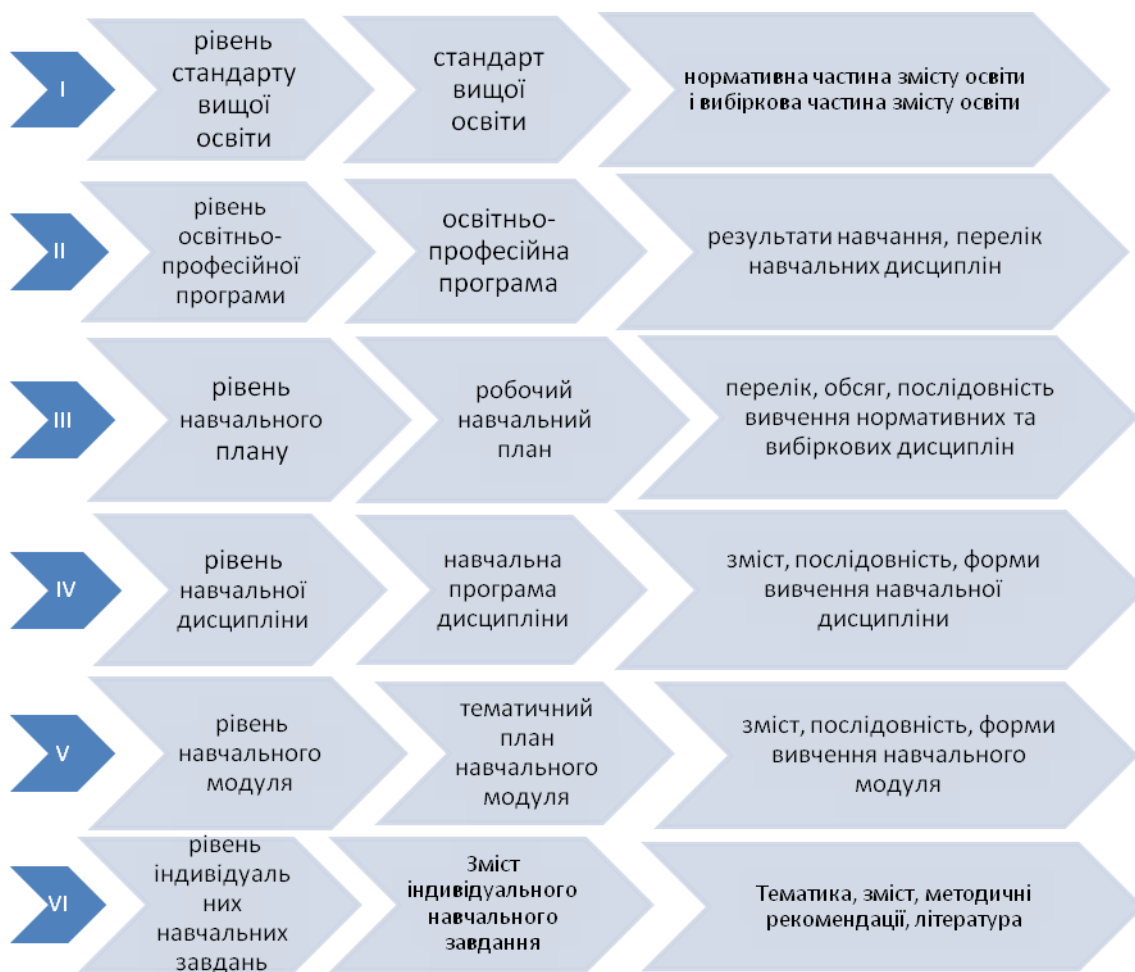 I
рівень
стандарту
вищої
освіти
стандарт
вищої
освіти
нормативна частина змісту освіти
і вибіркова частина змісту освіти
II
рівень
освітньо-
професійної
програми
освітньо-
професійна
програма
результати навчання, перелік
навчальних дисциплін
III
рівень
навчального
плану
робочий
навчальний
план
перелік, обсяг, послідовність
вивчення нормативних та
вибіркових дисциплін
IV
рівень
навчальної
дисципліни
навчальна
програма
дисципліни
зміст, послідовність, форми
вивчення навчальної
дисципліни
V
рівень
навчального
модуля
тематичний
план
навчального
модуля
зміст, послідовність, форми
вивчення навчального
модуля
VI
рівень
індивідуаль
них
навчальних
завдань
Зміст
індивідуального
навчального
завдання
Тематика, зміст, методичні
рекомендації, література